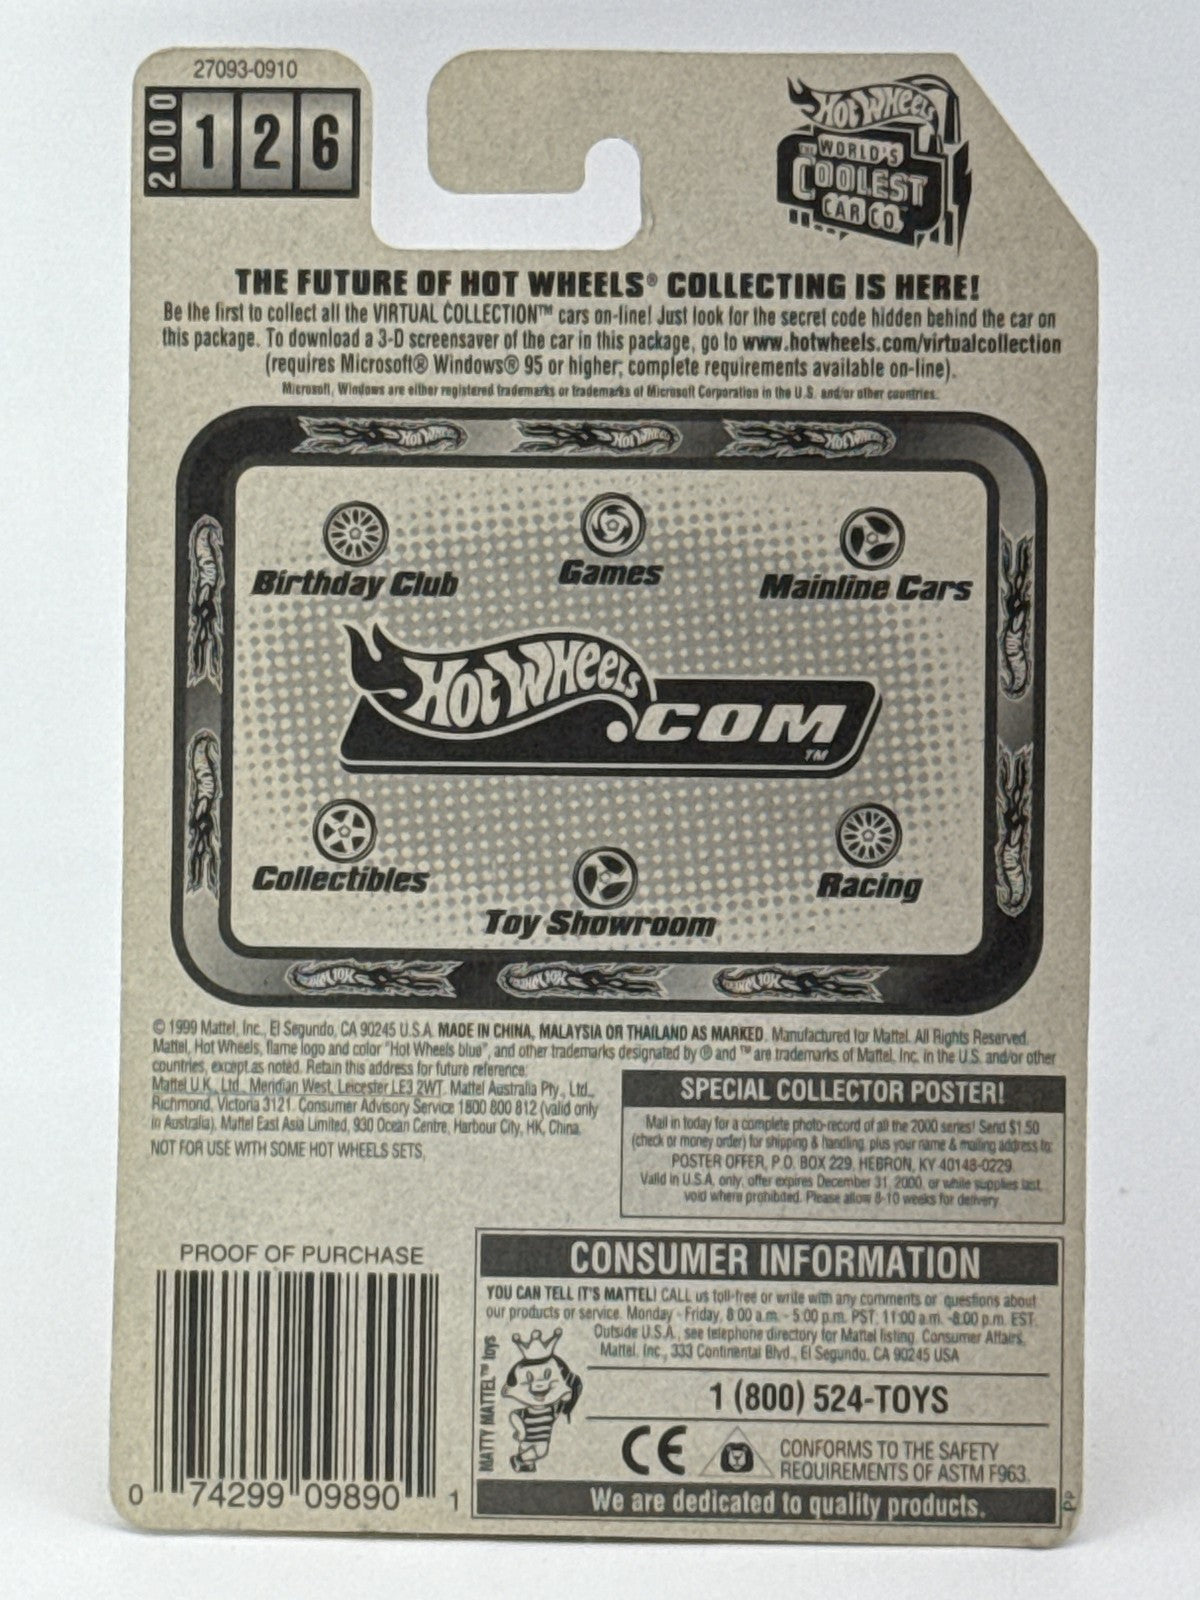 27093-0910
2000 126
HOT WHEELS
THE WORLD'S
COOLEST
CAR CO.™
THE FUTURE OF HOT WHEELS® COLLECTING IS HERE!
Be the first to collect all the VIRTUAL COLLECTION™ cars on-line! Just look for the secret code hidden behind the car on
this package. To download a 3-D screensaver of the car in this package, go to www.hotwheels.com/virtualcollection
(requires Microsoft® Windows® 95 or higher; complete requirements available on-line).
Microsoft, Windows are either registered trademarks or trademarks of Microsoft Corporation in the U.S. and/or other countries.
Hot Wheels Hot Wheels Hot Wheels
Birthday Club
Games
Mainline Cars
Hot Wheels.COM™
Collectibles
Toy Showroom
Racing
Hot Wheels Hot Wheels Hot Wheels
© 1999 Mattel, Inc., El Segundo, CA 90245 U.S.A. MADE IN CHINA, MALAYSIA OR THAILAND AS MARKED. Manufactured for Mattel. All Rights Reserved.
Mattel, Hot Wheels, flame logo and color "Hot Wheels blue", and other trademarks designated by ® and ™ are trademarks of Mattel, Inc. in the U.S. and/or other
countries, except as noted. Retain this address for future reference:
Mattel U.K., Ltd., Meridian West, Leicester LE3 2WT. Mattel Australia Pty., Ltd.,
Richmond, Victoria 3121. Consumer Advisory Service 1800 800 812 (valid only
in Australia). Mattel East Asia Limited, 930 Ocean Centre, Harbour City, HK, China.
NOT FOR USE WITH SOME HOT WHEELS SETS.
SPECIAL COLLECTOR POSTER!
Mail in today for a complete photo-record of all the 2000 series! Send $1.50
(check or money order) for shipping & handling, plus your name & mailing address to:
POSTER OFFER, P.O. BOX 229, HEBRON, KY 40148-0229
Valid in U.S.A. only, offer expires December 31, 2000, or while supplies last,
void where prohibited. Please allow 8-10 weeks for delivery.
PROOF OF PURCHASE
0 74299 09890 1
CONSUMER INFORMATION
YOU CAN TELL IT'S MATTEL! CALL us toll-free or write with any comments or questions about
our products or service. Monday - Friday, 8:00 a.m. - 5:00 p.m. PST, 11:00 a.m. -8:00 p.m. EST.
Outside U.S.A., see telephone directory for Mattel listing. Consumer Affairs,
Mattel, Inc., 333 Continental Blvd., El Segundo, CA 90245 USA
MATTY MATTEL™ toys
1 (800) 524-TOYS
CE
CONFORMS TO THE SAFETY
REQUIREMENTS OF ASTM F963.
We are dedicated to quality products.
PP